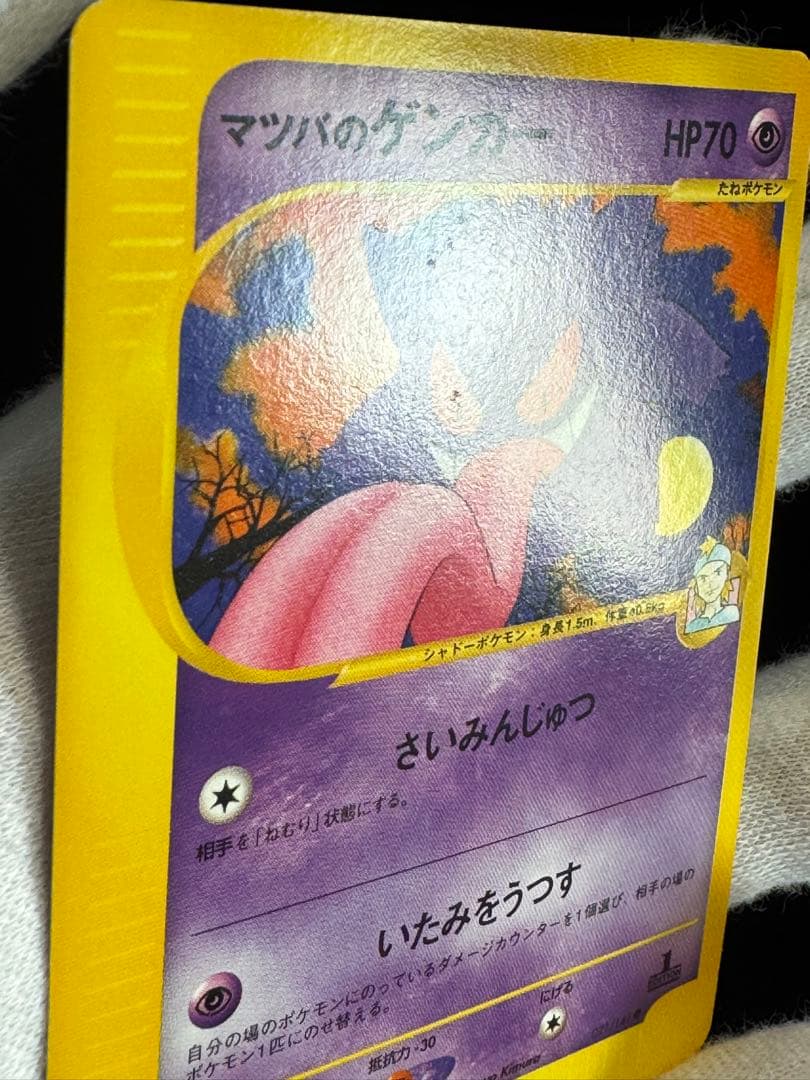 マツバのゲンガー
HP70
たねポケモン
シャドーポケモン:身長1.5m、体重40.5kg
さいみんじゅつ
相手を「ねむり」状態にする。
いたみをうつす
自分の場のポケモンにのっているダメージカウンターを1個選び、相手の場の
ポケモン1匹にのせ替える。
1
EDITION
抵抗力 -30
にげる
Kimura
/141